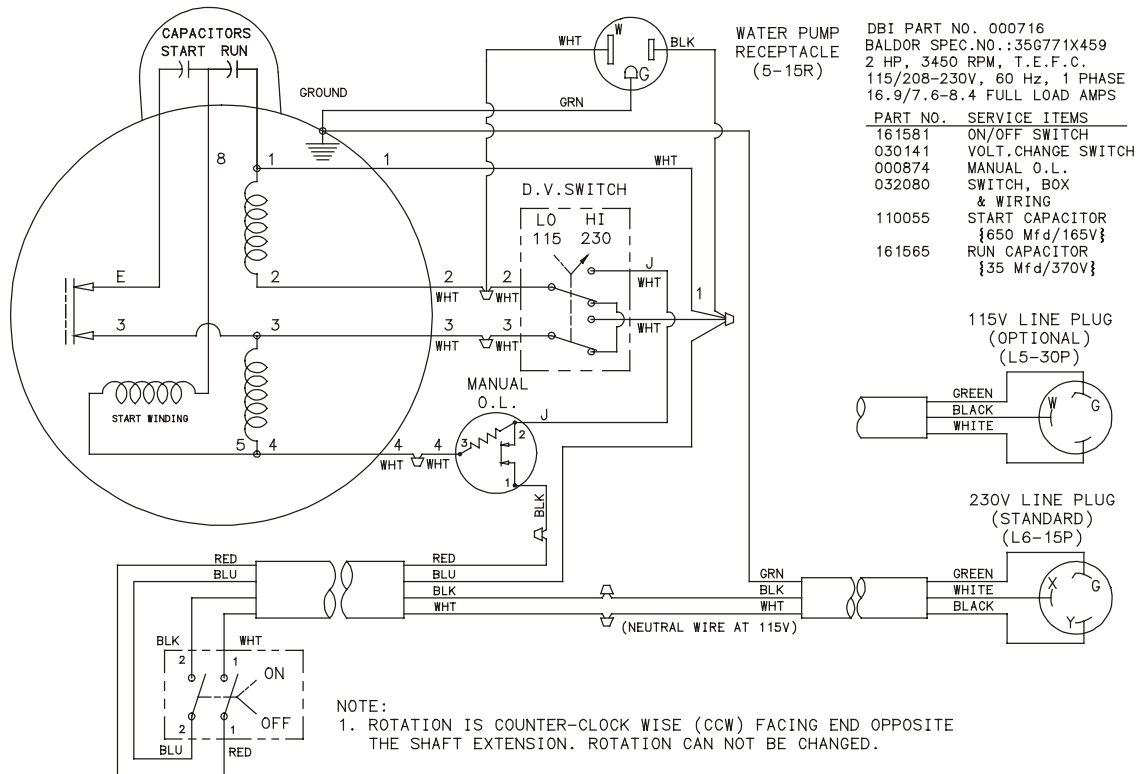 CAPACITORS
START RUN
GROUND
WHT
W
BLK
G
GRN
WATER PUMP
RECEPTACLE
(5-15R)
DBI PART NO. 000716
BALDOR SPEC.NO.:35G771X459
2 HP, 3450 RPM, T.E.F.C.
115/208-230V, 60 Hz, 1 PHASE
16.9/7.6-8.4 FULL LOAD AMPS
PART NO. SERVICE ITEMS
161581 ON/OFF SWITCH
030141 VOLT.CHANGE SWITCH
000874 MANUAL O.L.
032080 SWITCH, BOX
& WIRING
110055 START CAPACITOR
{650 Mfd/165V}
161565 RUN CAPACITOR
{35 Mfd/370V}
8
1
1
WHT
D.V.SWITCH
LO HI
115 230
E
2
2
2
WHT
WHT
J
WHT
1
3
3
3
3
WHT
WHT
WHT
START WINDING
MANUAL
O.L.
J
3
2
1
5
4
4
4
WHT
WHT
BLK
115V LINE PLUG
(OPTIONAL)
(L5-30P)
GREEN
BLACK
WHITE
W
G
230V LINE PLUG
(STANDARD)
(L6-15P)
GREEN
WHITE
BLACK
X
G
Y
RED
BLU
RED
BLU
BLK
WHT
GRN
BLK
WHT
(NEUTRAL WIRE AT 115V)
BLK
WHT
2
1
ON
OFF
2
1
BLU
RED
NOTE:
1. ROTATION IS COUNTER-CLOCK WISE (CCW) FACING END OPPOSITE
THE SHAFT EXTENSION. ROTATION CAN NOT BE CHANGED.